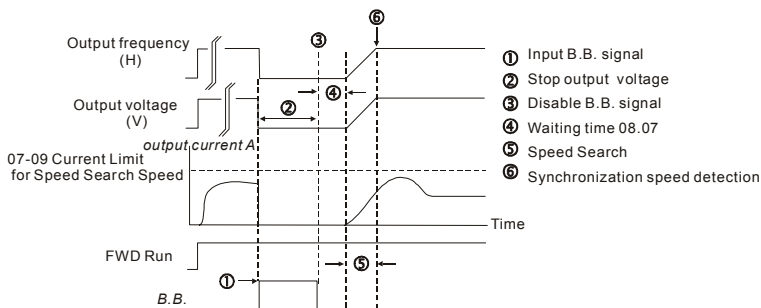 ⑥
Output frequency
(H)
③
① Input B.B. signal
② Stop output voltage
③ Disable B.B. signal
④ Waiting time 08.07
⑤ Speed Search
⑥ Synchronization speed detection
④
②
Output voltage
(V)
output current A
07-09 Current Limit
for Speed Search Speed
Time
FWD Run
⑤
①
B.B.